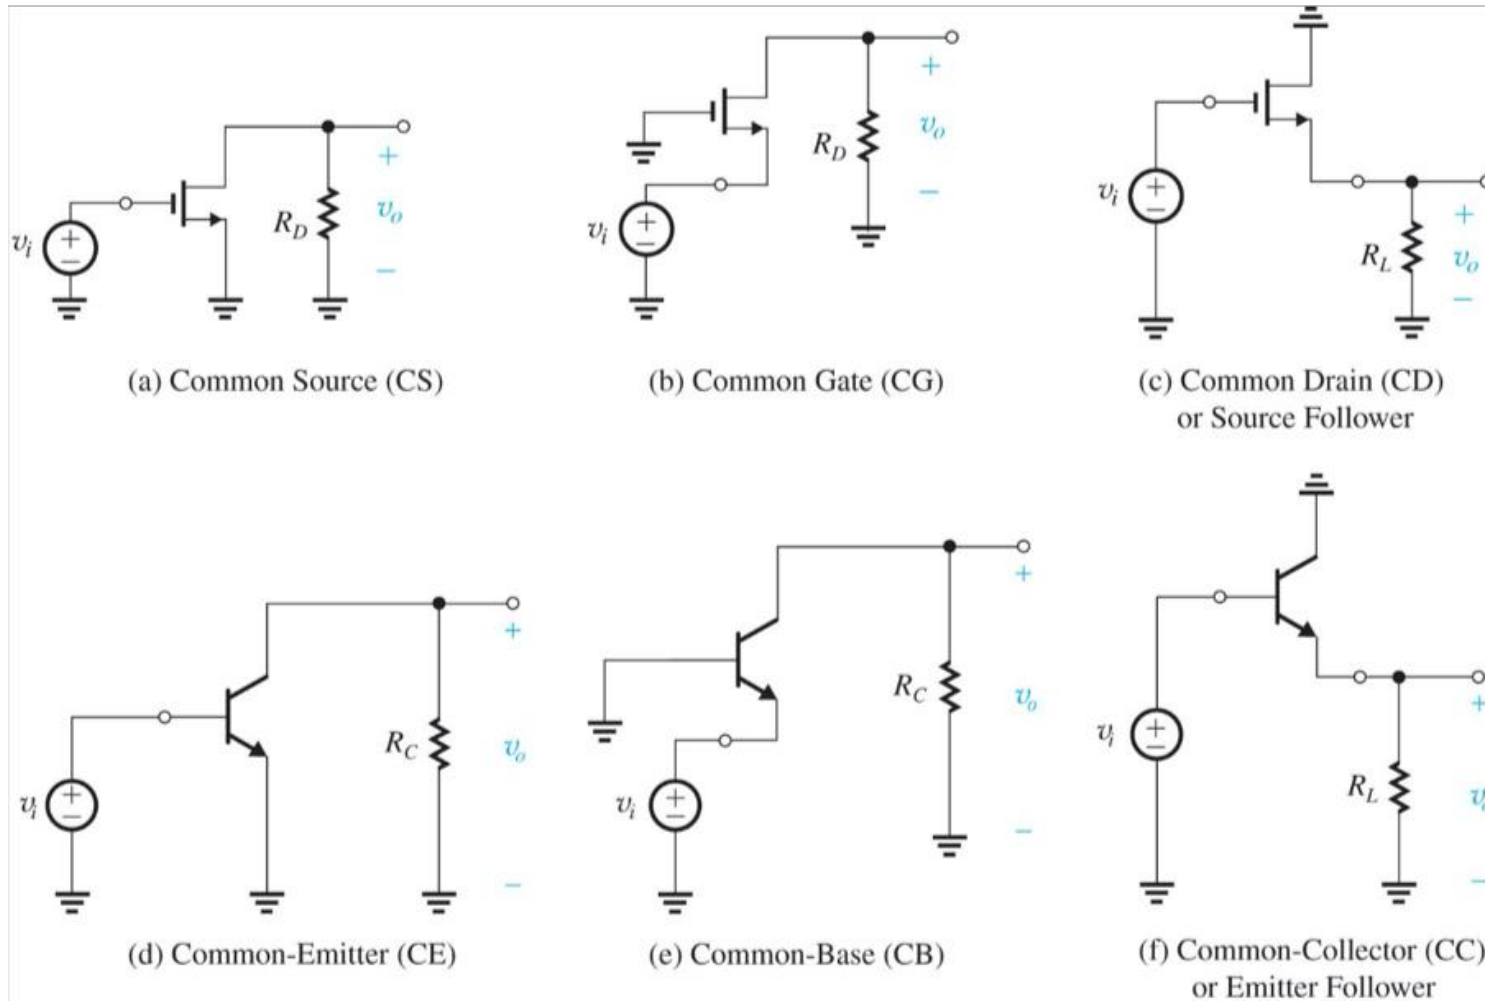 +
R_D
v_o
v_i
+
−
−
(a) Common Source (CS)
+
R_D
v_o
v_i
+
−
−
(b) Common Gate (CG)
v_i
+
−
+
R_L
v_o
−
(c) Common Drain (CD)
or Source Follower
+
R_C
v_o
v_i
+
−
−
(d) Common-Emitter (CE)
+
R_C
v_o
v_i
+
−
−
(e) Common-Base (CB)
v_i
+
−
+
R_L
−
(f) Common-Collector (CC)
or Emitter Follower